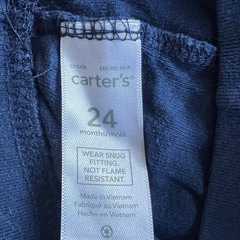 carter's
24
months/mois
WEAR SNUG
FITTING.
NOT FLAME
RESISTANT.
Made in Vietnam
Fabriqué au Vietnam
Hecho en Vietnam